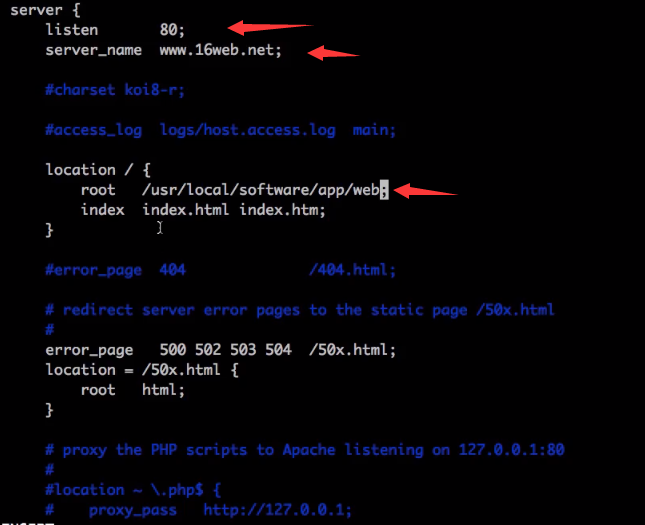 server {
listen 80;
server_name www.16web.net;
#charset koi8-r;
#access_log logs/host.access.log main;
location / {
root /usr/local/software/app/web;
index index.html index.htm;
}
#error_page 404 /404.html;
# redirect server error pages to the static page /50x.html
#
error_page 500 502 503 504 /50x.html;
location = /50x.html {
root html;
}
# proxy the PHP scripts to Apache listening on 127.0.0.1:80
#
#location ~ \.php$ {
# proxy_pass http://127.0.0.1;